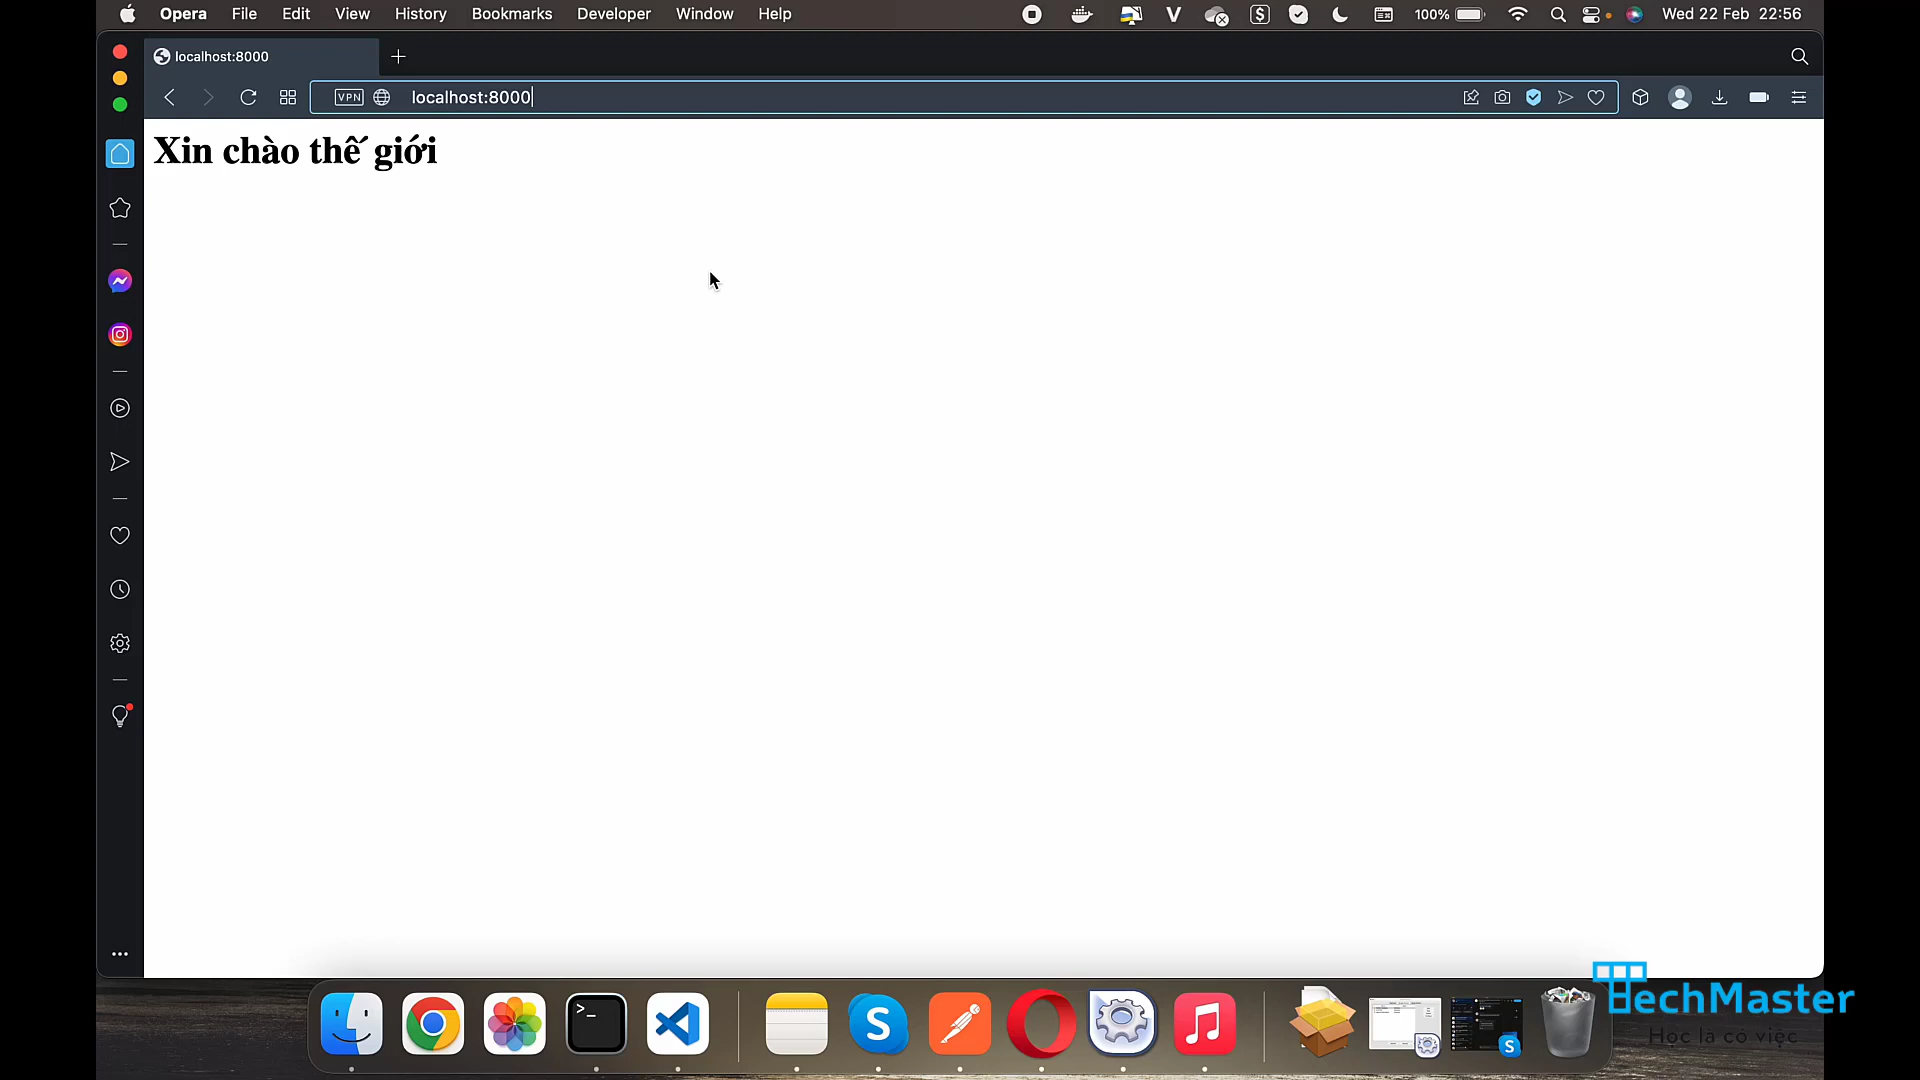 Opera File Edit View History Bookmarks Developer Window Help 100% Wed 22 Feb 22:56
localhost:8000
VPN localhost:8000
Xin chào thế giới
TechMaster
Học là có việc